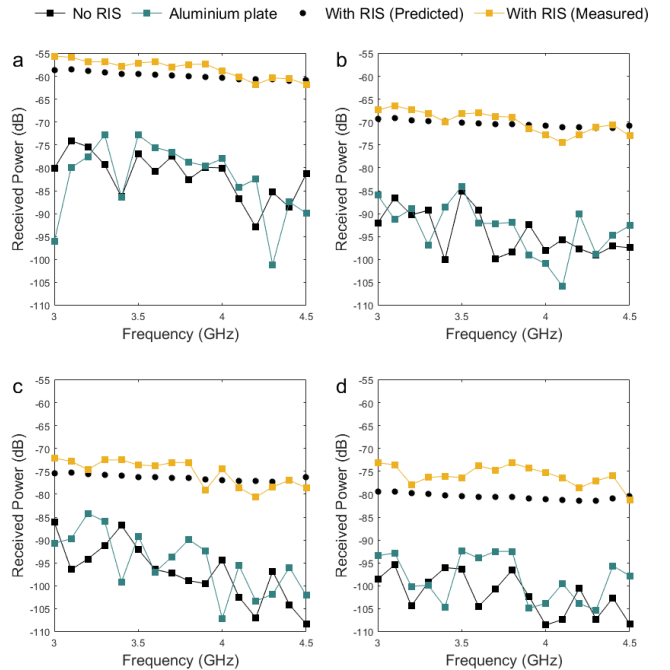 No RIS Aluminium plate With RIS (Predicted) With RIS (Measured)
a
-55
-60
-65
-70
-75
-80
-85
-90
-95
-100
-105
-110
Received Power (dB)
3 3.5 4 4.5
Frequency (GHz)
b
-55
-60
-65
-70
-75
-80
-85
-90
-95
-100
-105
-110
Received Power (dB)
3 3.5 4 4.5
Frequency (GHz)
c
-55
-60
-65
-70
-75
-80
-85
-90
-95
-100
-105
-110
Received Power (dB)
3 3.5 4 4.5
Frequency (GHz)
d
-55
-60
-65
-70
-75
-80
-85
-90
-95
-100
-105
-110
Received Power (dB)
3 3.5 4 4.5
Frequency (GHz)